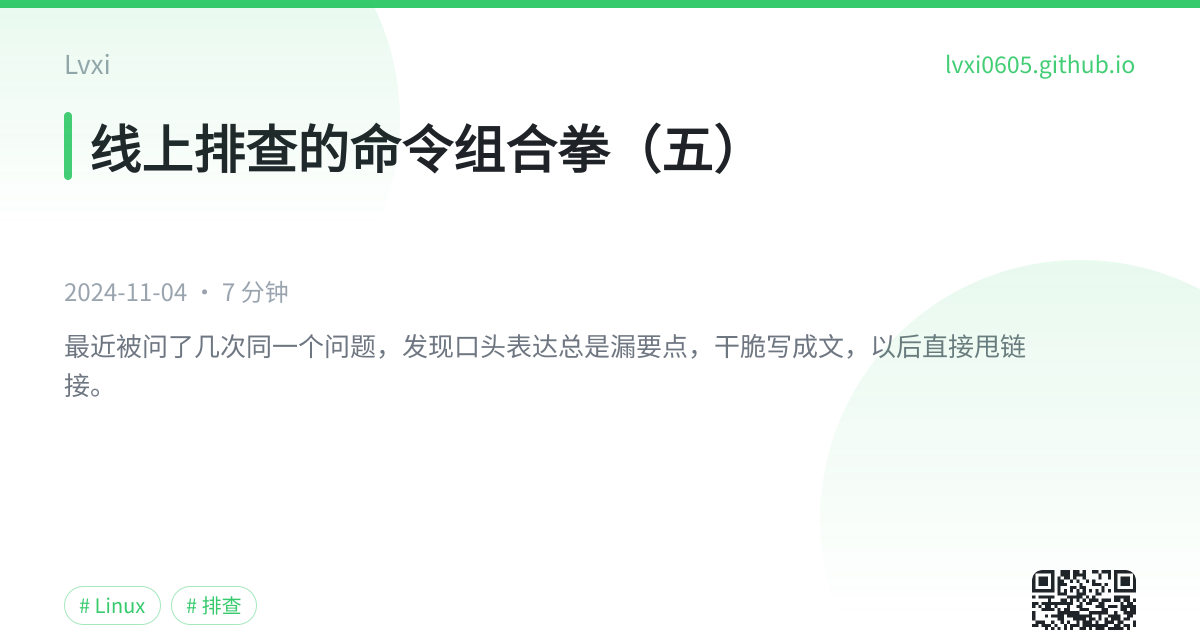 Lvxi
lvxi0605.github.io
线上排查的命令组合拳（五）
2024-11-04 · 7 分钟
最近被问了几次同一个问题，发现口头表达总是漏要点，干脆写成文，以后直接甩链
接。
# Linux
# 排查